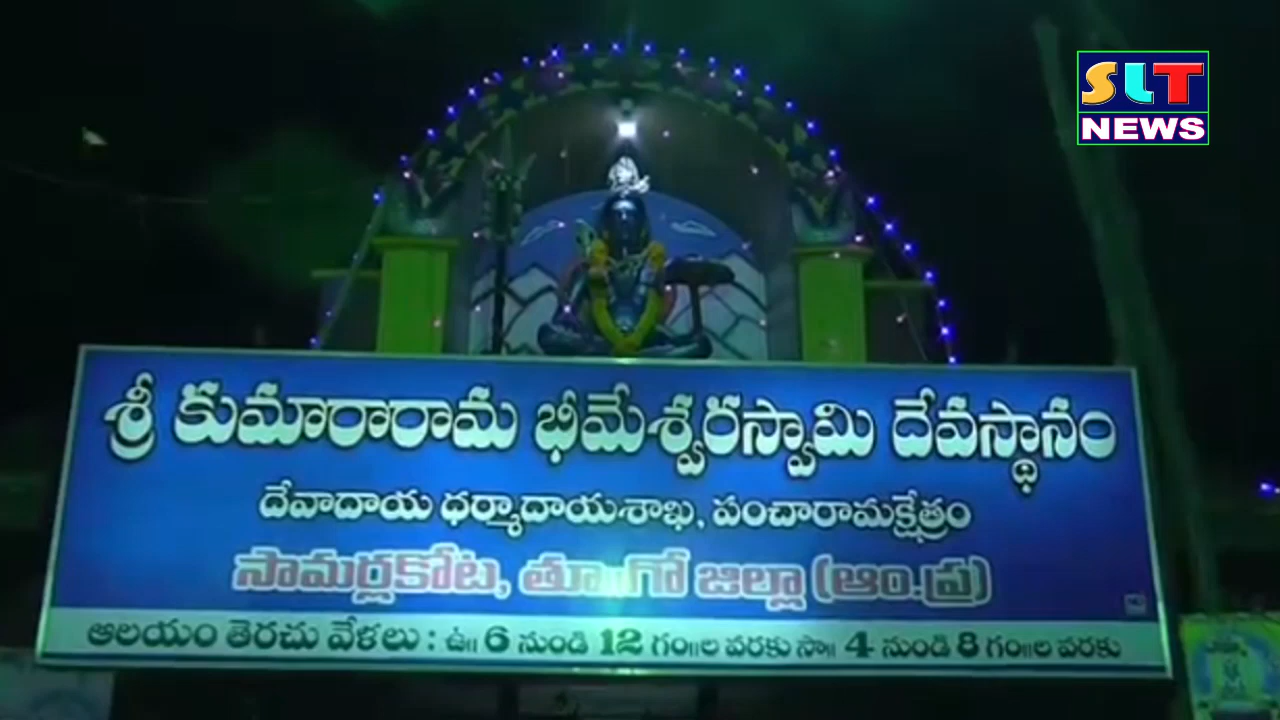 SLT
NEWS
శ్రీ కుమారారామ భీమేశ్వరస్వామి దేవస్థానం
దేవాదాయ ధర్మాదాయశాఖ, పంచారామక్షేత్రం
సామర్లకోట, తూ.గో జిల్లా (ఆం.ప్ర)
ఆలయం తెరచు వేళలు : ఉ॥ 6 నుండి 12 గం॥ల వరకు సా॥ 4 నుండి 8 గం॥ల వరకు